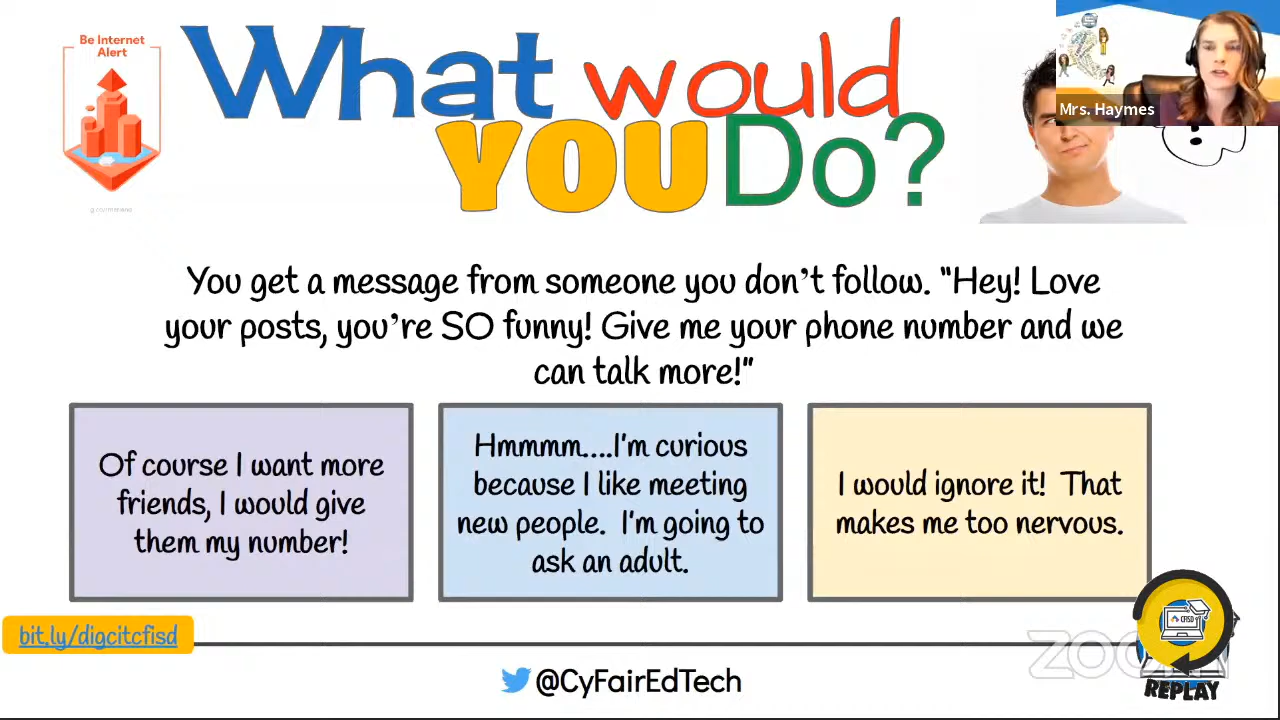 Be Internet
Alert
What would
YOU Do?
Mrs. Haymes
You get a message from someone you don't follow. "Hey! Love
your posts, you're SO funny! Give me your phone number and we
can talk more!"
Of course I want more
friends, I would give
them my number!
Hmmmm....I'm curious
because I like meeting
new people. I'm going to
ask an adult.
I would ignore it! That
makes me too nervous.
bit.ly/digcitcfisd
@CyFairEdTech
zoom
CFISD
REPLAY